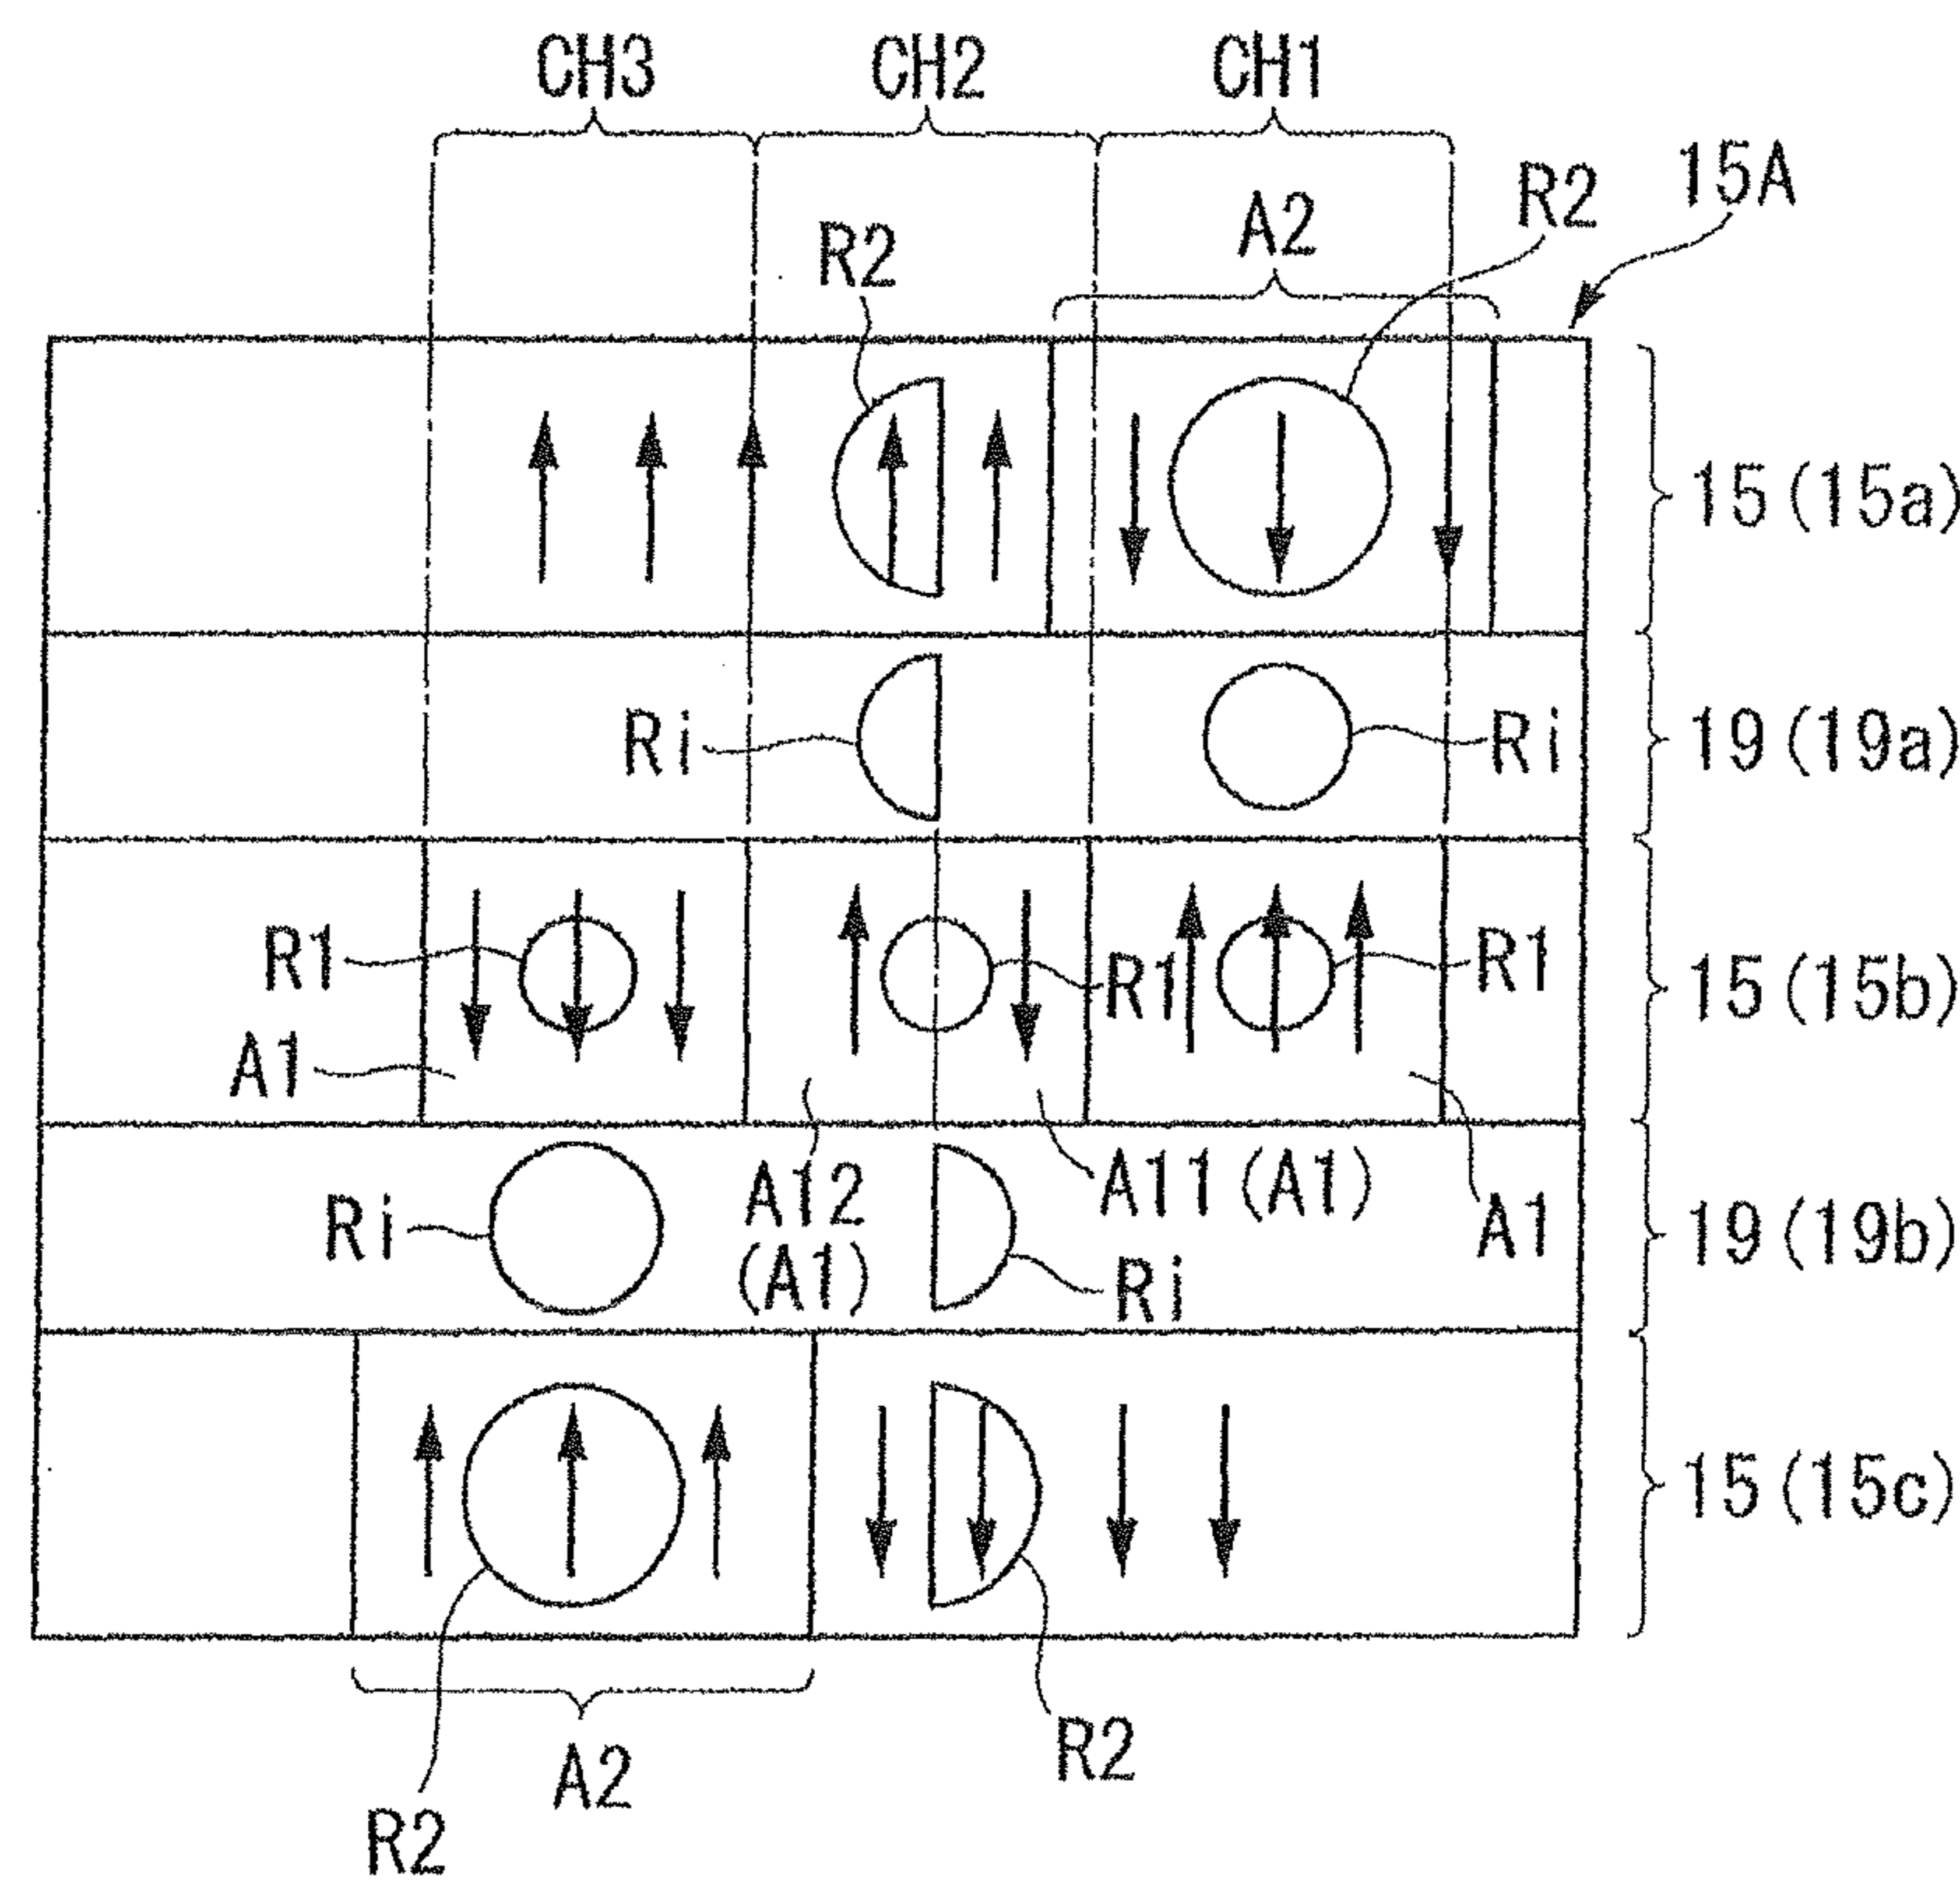 CH3 CH2 CH1
15A
R2 A2 R2
15 (15a)
Ri Ri 19 (19a)
R1 R1 R1 15 (15b)
A1
A12 A11 (A1) A1
(A1)
Ri Ri 19 (19b)
15 (15c)
A2 R2
R2